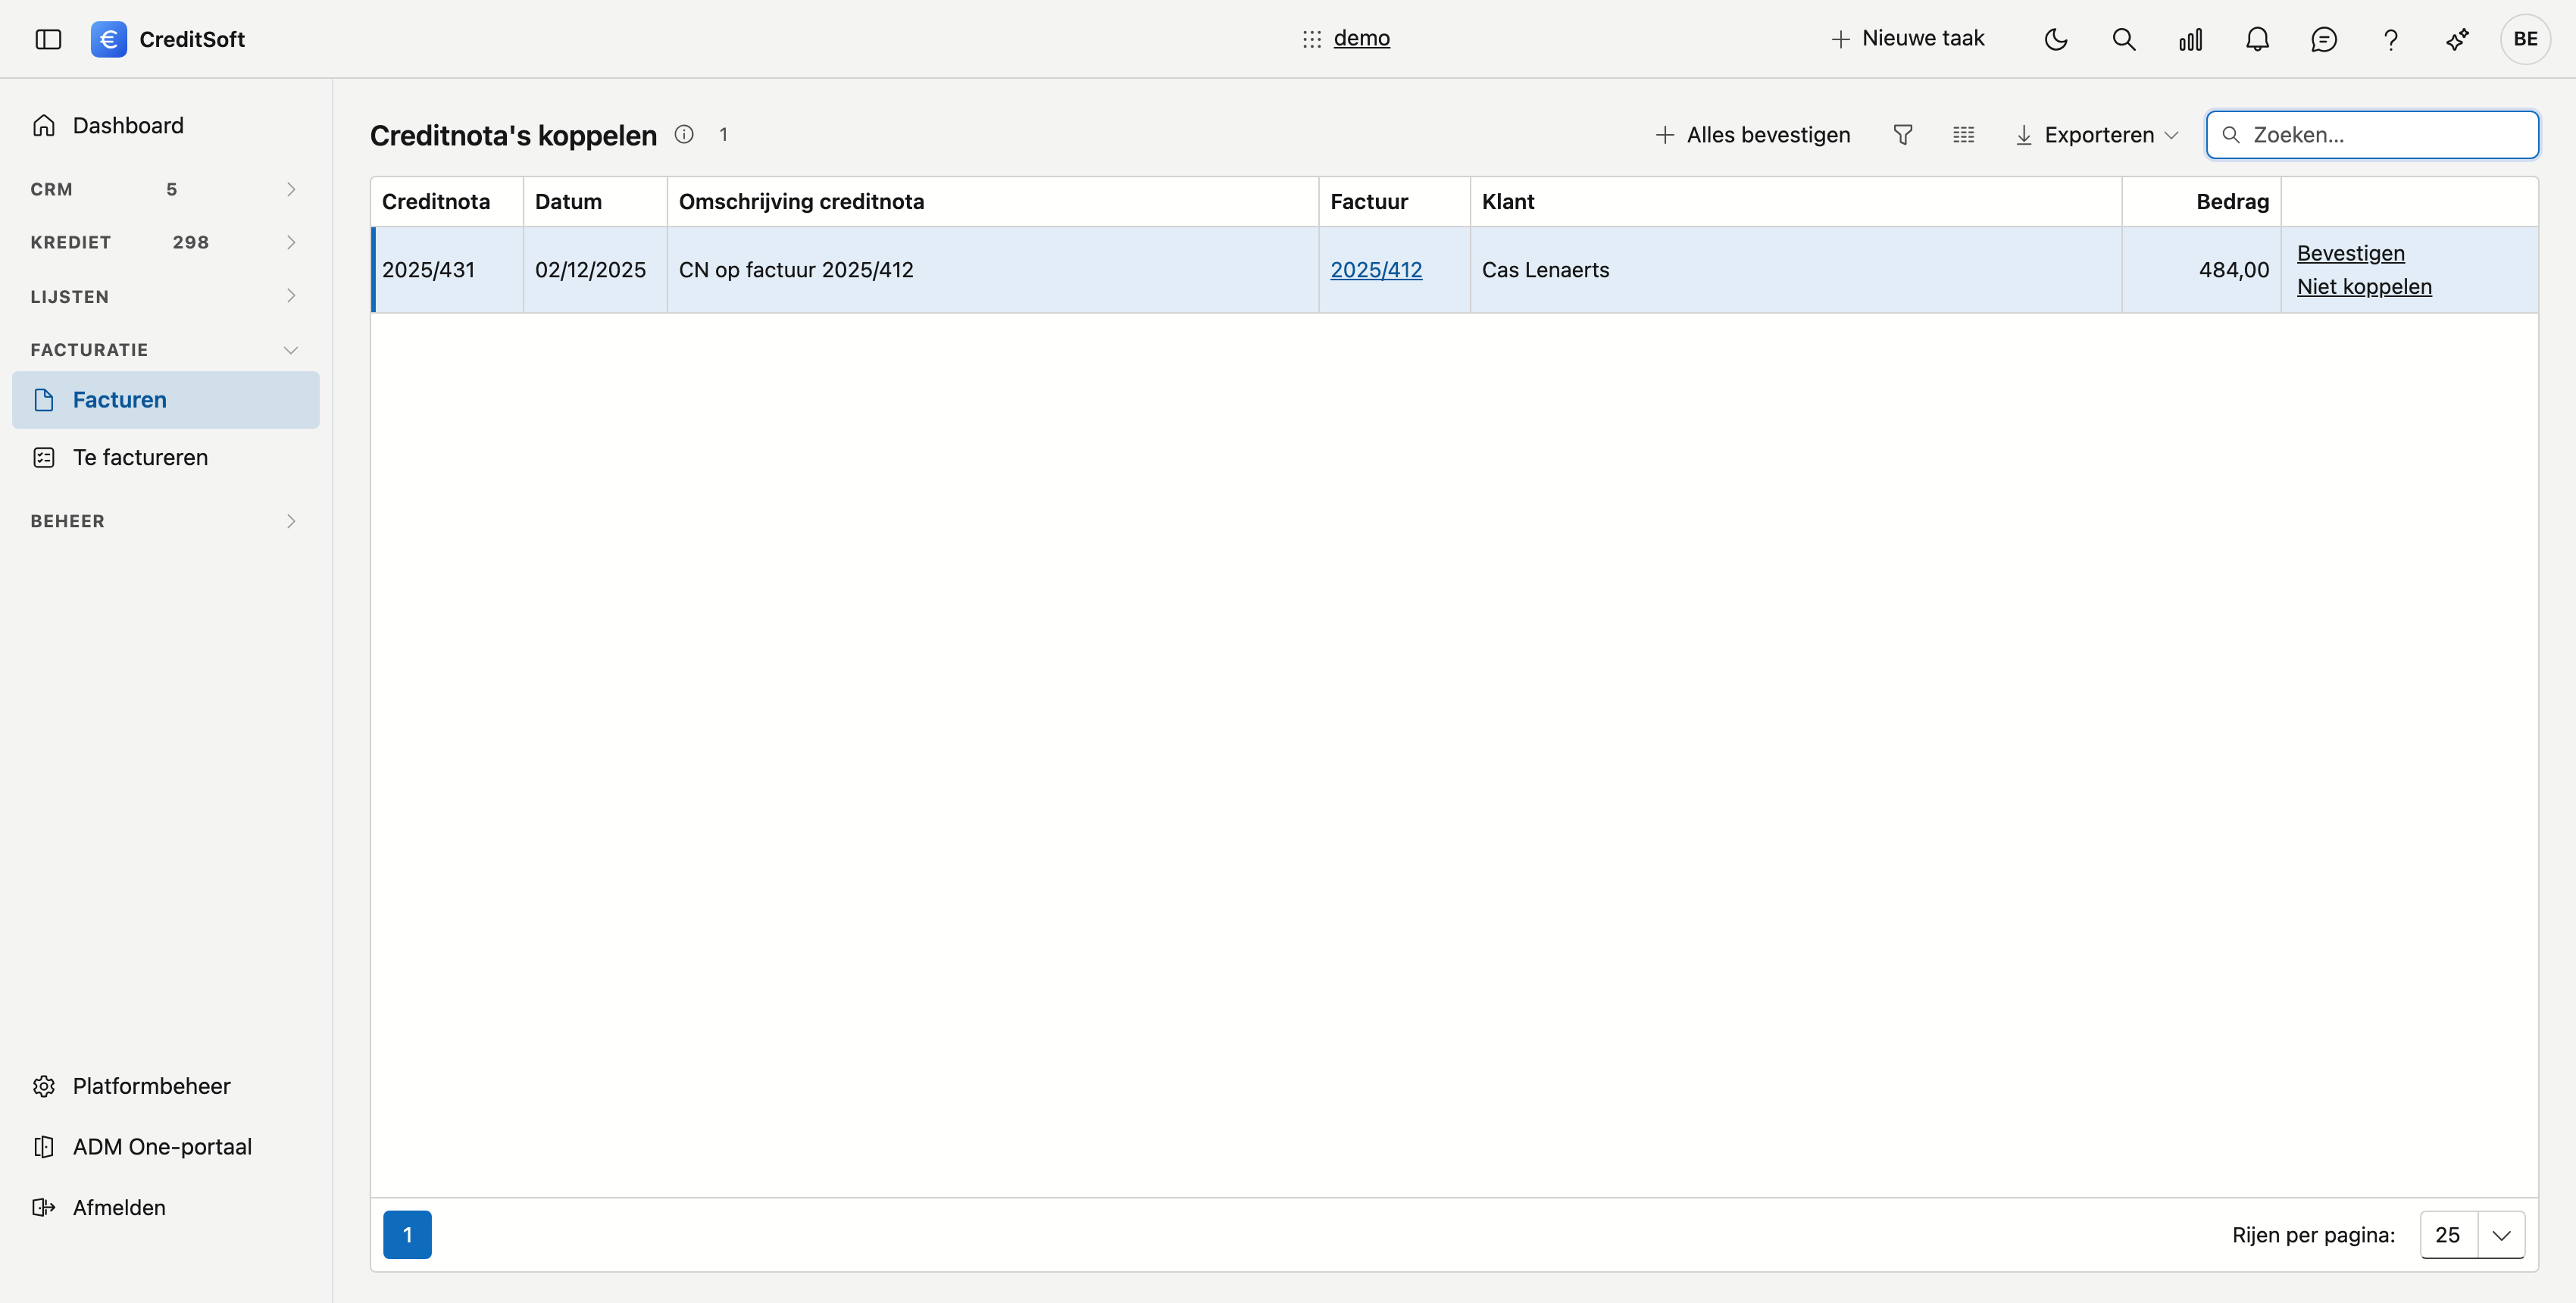 CreditSoft
demo
Nieuwe taak
BE
Dashboard
CRM 5
KREDIET 298
LIJSTEN
FACTURATIE
Facturen
Te factureren
BEHEER
Platformbeheer
ADM One-portaal
Afmelden
Creditnota's koppelen 1
Alles bevestigen
Exporteren
Zoeken...
Creditnota Datum Omschrijving creditnota Factuur Klant Bedrag
2025/431 02/12/2025 CN op factuur 2025/412 2025/412 Cas Lenaerts 484,00 Bevestigen
Niet koppelen
1
Rijen per pagina: 25